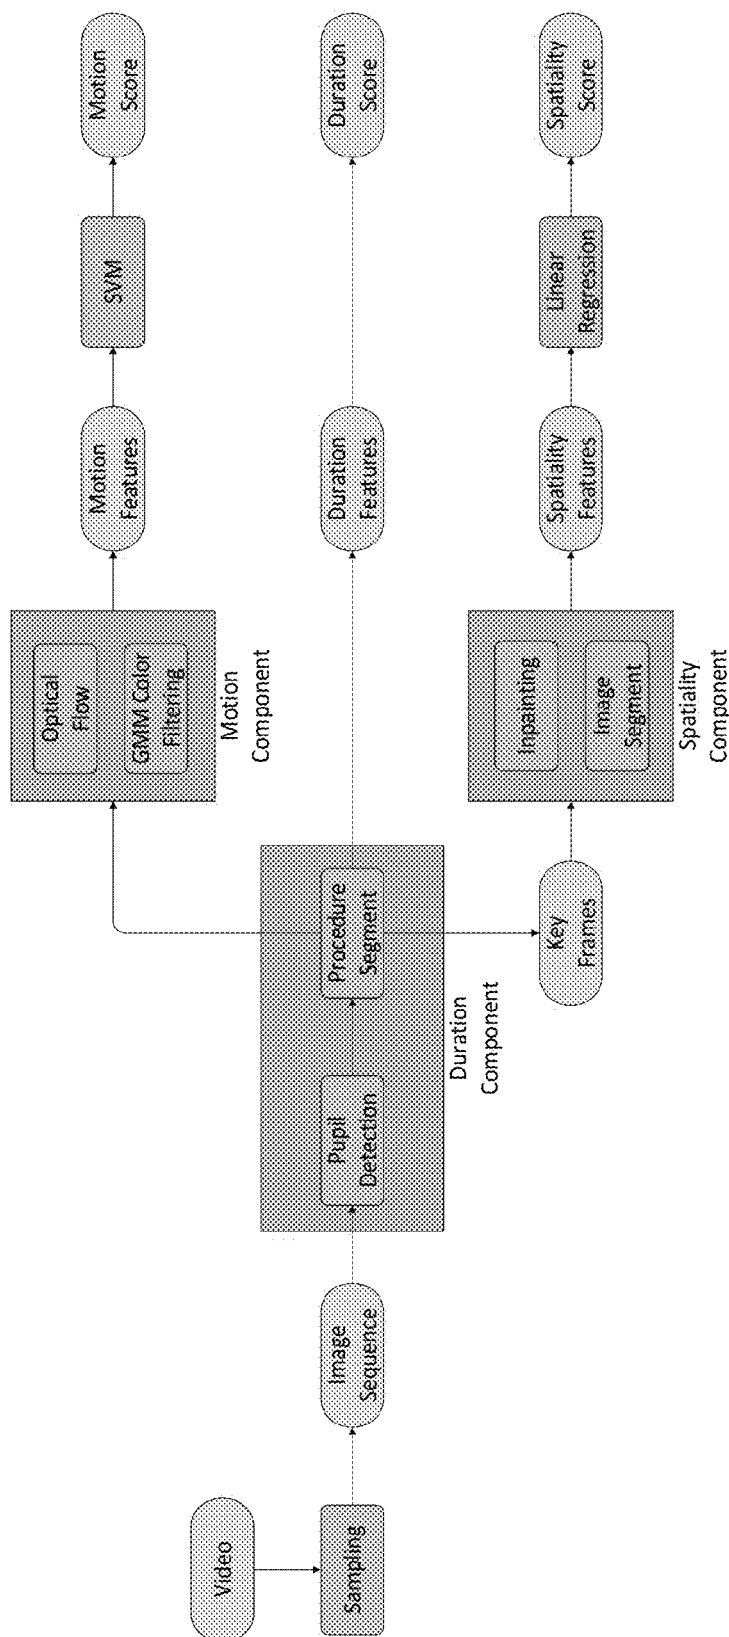 Video
Sampling
Image
Sequence
Pupil
Detection
Procedure
Segment
Duration
Component
Key
Frames
Optical
Flow
GMM Color
Filtering
Motion
Component
Inpainting
Image
Segment
Spatiality
Component
Motion
Features
Duration
Features
Spatiality
Features
SVM
Linear
Regression
Motion
Score
Duration
Score
Spatiality
Score